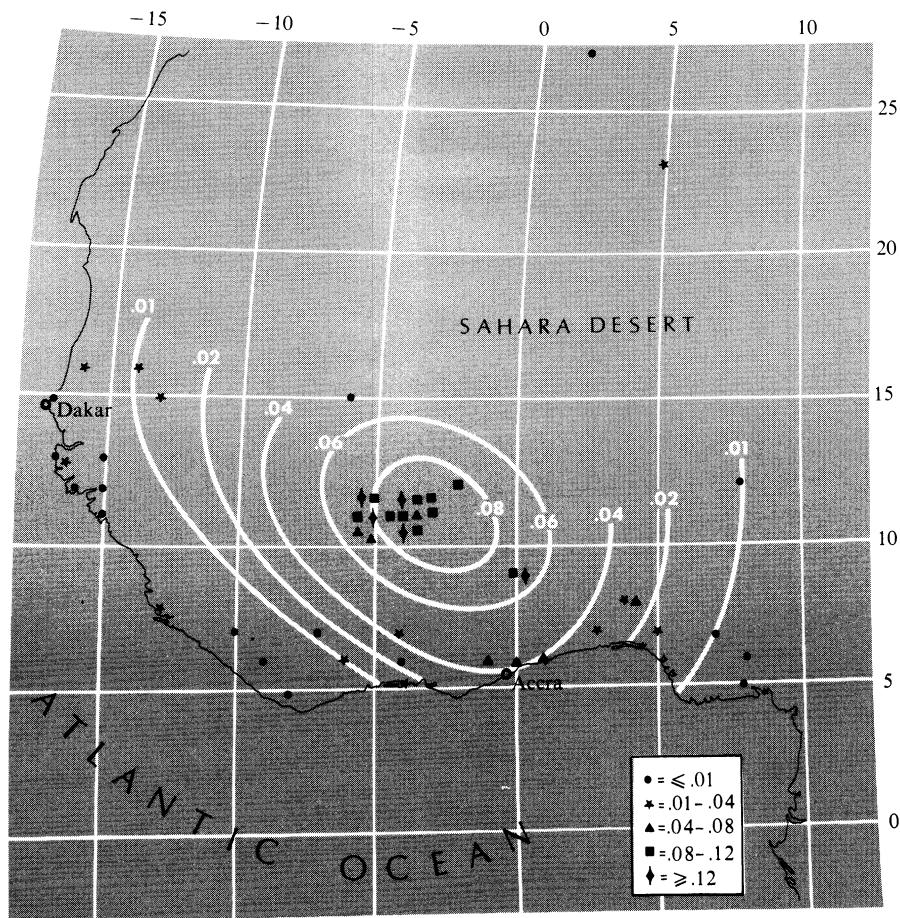 −15 −10 −5 0 5 10
25
20
.01
SAHARA DESERT
.02
15
Dakar
.04
.06
.01
.08
.06 .04 .02
10
Accra
5
ATLANTIC OCEAN
0
● = ⩽ .01
★ = .01- .04
▲ = .04- .08
■ = .08- .12
♦ = ⩾ .12